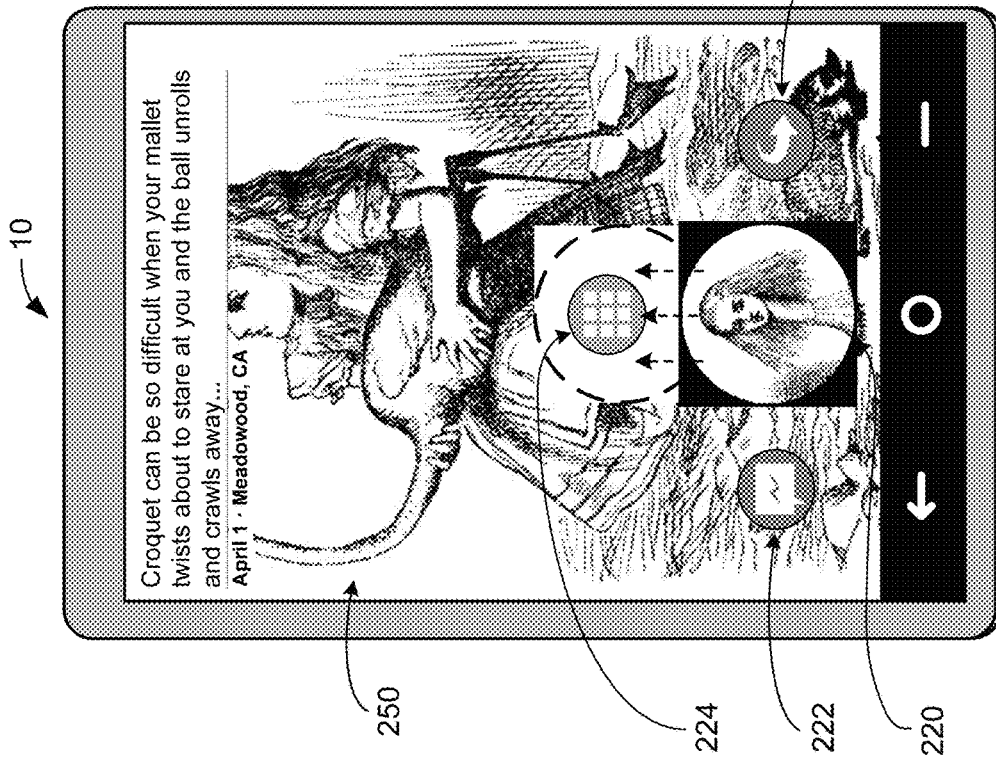 10
Croquet can be so difficult when your mallet
twists about to stare at you and the ball unrolls
and crawls away...
April 1 · Meadowood, CA
250
224
222
220